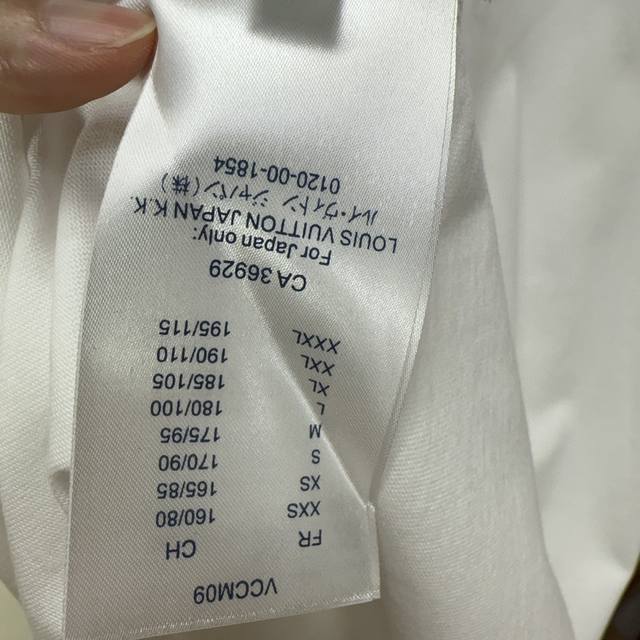 VCCM09
FR CH
XXS 160/80
XS 165/85
S 170/90
M 175/95
L 180/100
XL 185/105
XXL 190/110
XXXL 195/115
CA 36929
For Japan only:
LOUIS VUITTON JAPAN K.K.
ルイ・ヴィトン ジャパン(株)
0120-00-1854